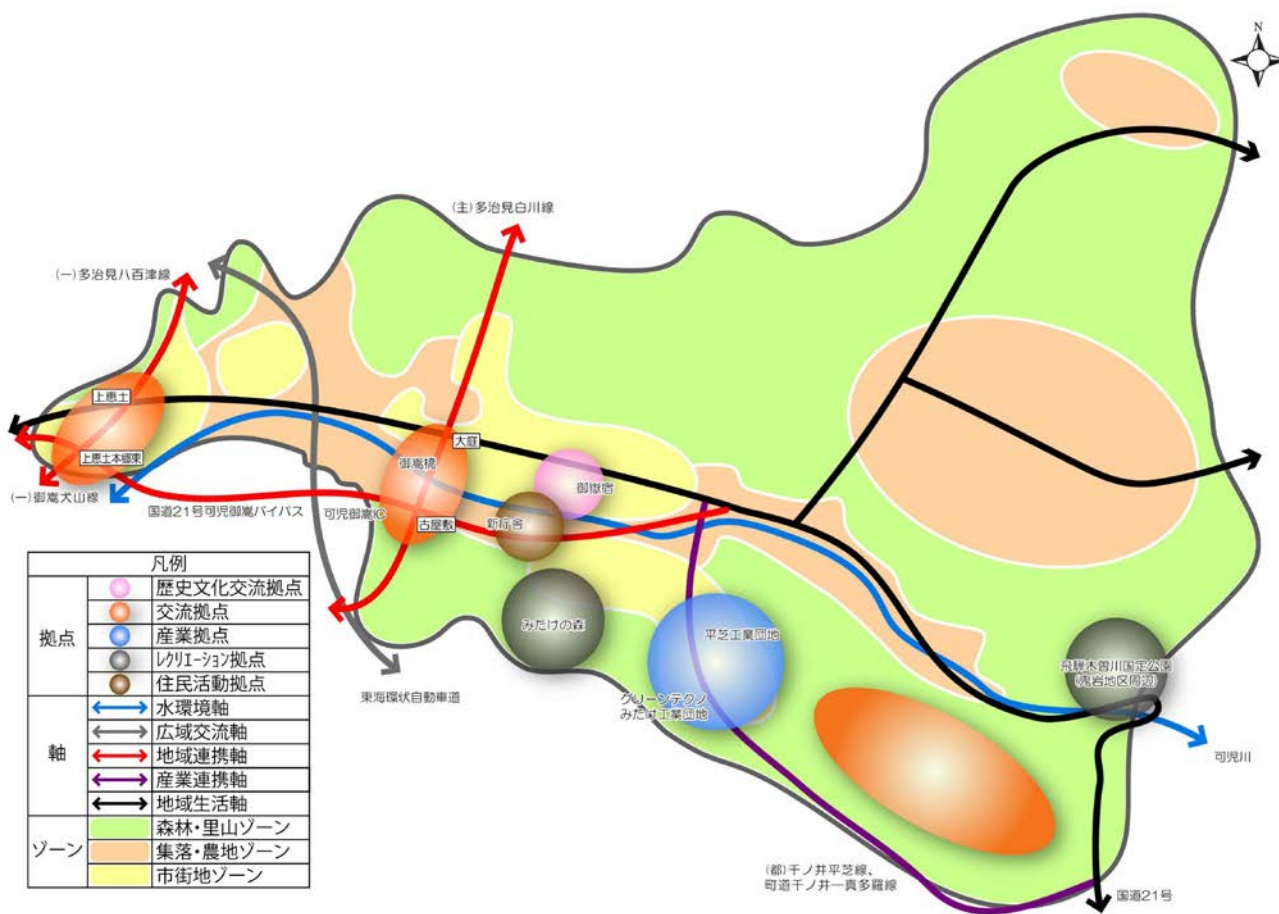 N
(主)多治見白川線
(一)多治見八百津線
上恵土
上恵土本郷東
(一)御嵩犬山線
国道21号可児御嵩バイパス
可児御嵩IC
御嵩橋
大庭
古屋敷
御嶽宿
新庁舎
みたけの森
平芝工業団地
グリーンテクノ
みたけ工業団地
飛騨木曽川国定公園
(鬼岩地区周辺)
可児川
東海環状自動車道
(都)千ノ井平芝線、
町道千ノ井―真多羅線
国道21号
凡例
拠点
歴史文化交流拠点
交流拠点
産業拠点
レクリエーション拠点
住民活動拠点
軸
水環境軸
広域交流軸
地域連携軸
産業連携軸
地域生活軸
ゾーン
森林・里山ゾーン
集落・農地ゾーン
市街地ゾーン